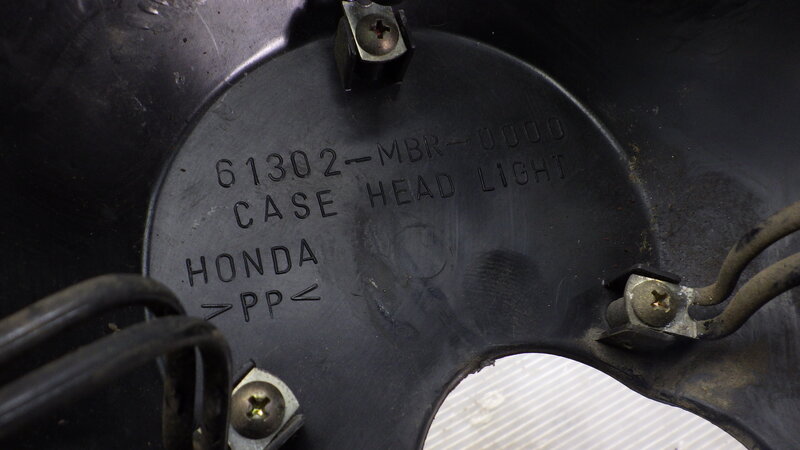 61302-MBR-0000
CASE HEAD LIGHT
HONDA
>PP<